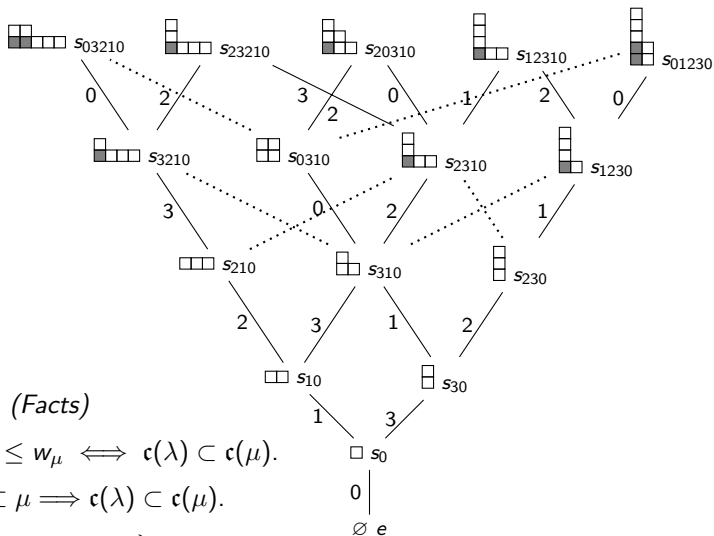 s03210 s23210 s20310 s12310 s01230
0 2 3 2 0 1 2 0
s3210 s0310 s2310 s1230
3 0 2 1
s210 s310 s230
2 3 1 2
s10 s30
(Facts)
1 3
≤ wμ ⟺ 𝔠(λ) ⊂ 𝔠(μ).
s0
⊂ μ ⟹ 𝔠(λ) ⊂ 𝔠(μ).
0
∅ e